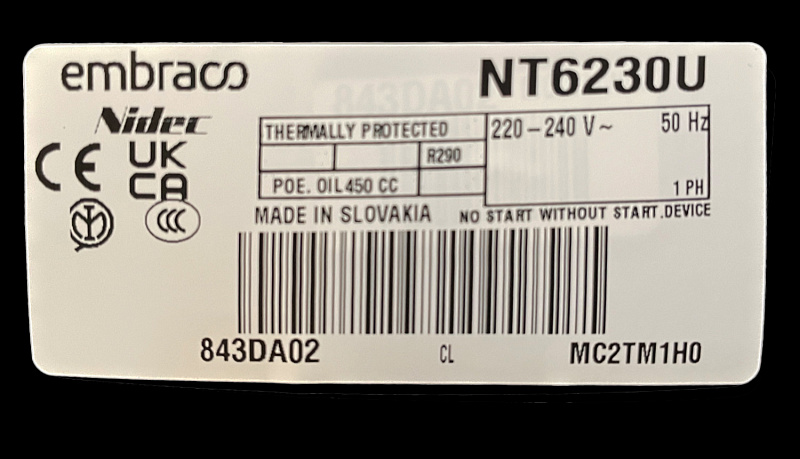 embraco
NT6230U
Nidec
CE
UK
CA
CCC
THERMALLY PROTECTED
220-240 V~ 50 Hz
R290
POE. OIL 450 CC
1 PH
MADE IN SLOVAKIA
NO START WITHOUT START.DEVICE
843DA02
CL
MC2TM1H0